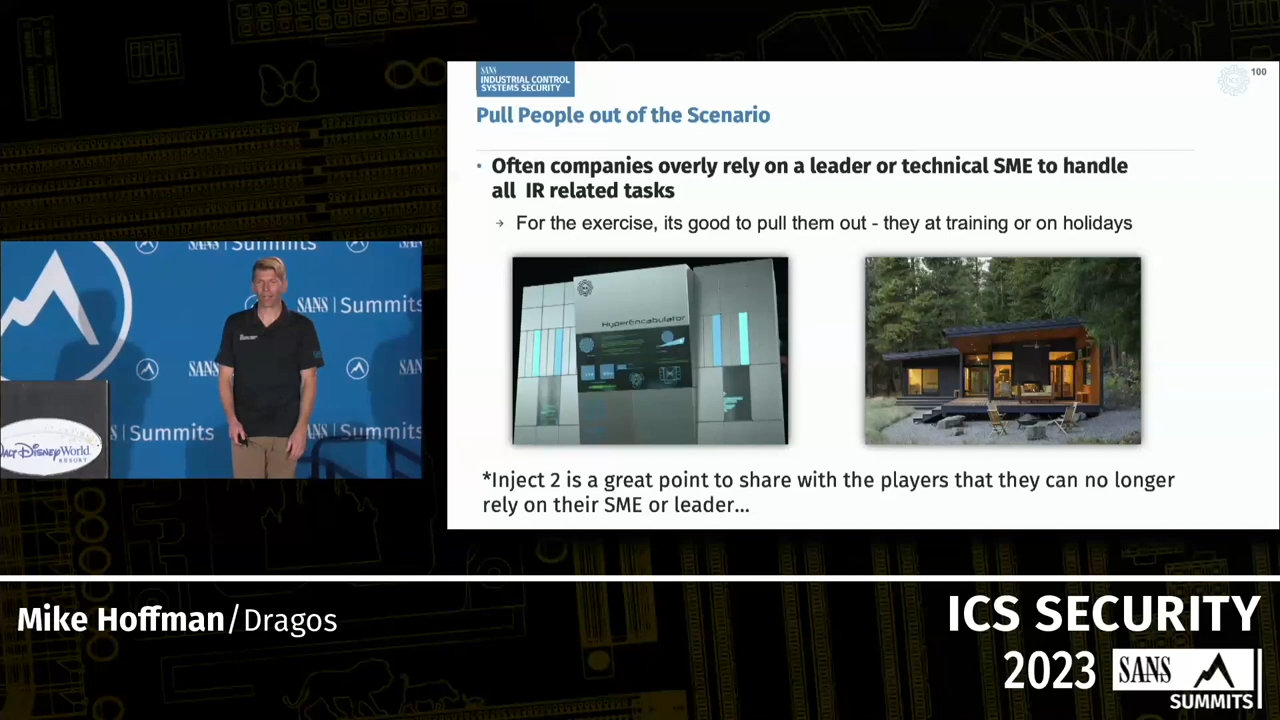 SANS
INDUSTRIAL CONTROL
SYSTEMS SECURITY
100
Pull People out of the Scenario
• Often companies overly rely on a leader or technical SME to handle
all IR related tasks
→ For the exercise, its good to pull them out - they at training or on holidays
HyperEncabulator
*Inject 2 is a great point to share with the players that they can no longer
rely on their SME or leader...
SANS Summits
SANS | Summits
SANS
SANS
Summits
Summits
WALT DISNEY World
RESORT
Mike Hoffman/Dragos
ICS SECURITY
2023
SANS
SUMMITS